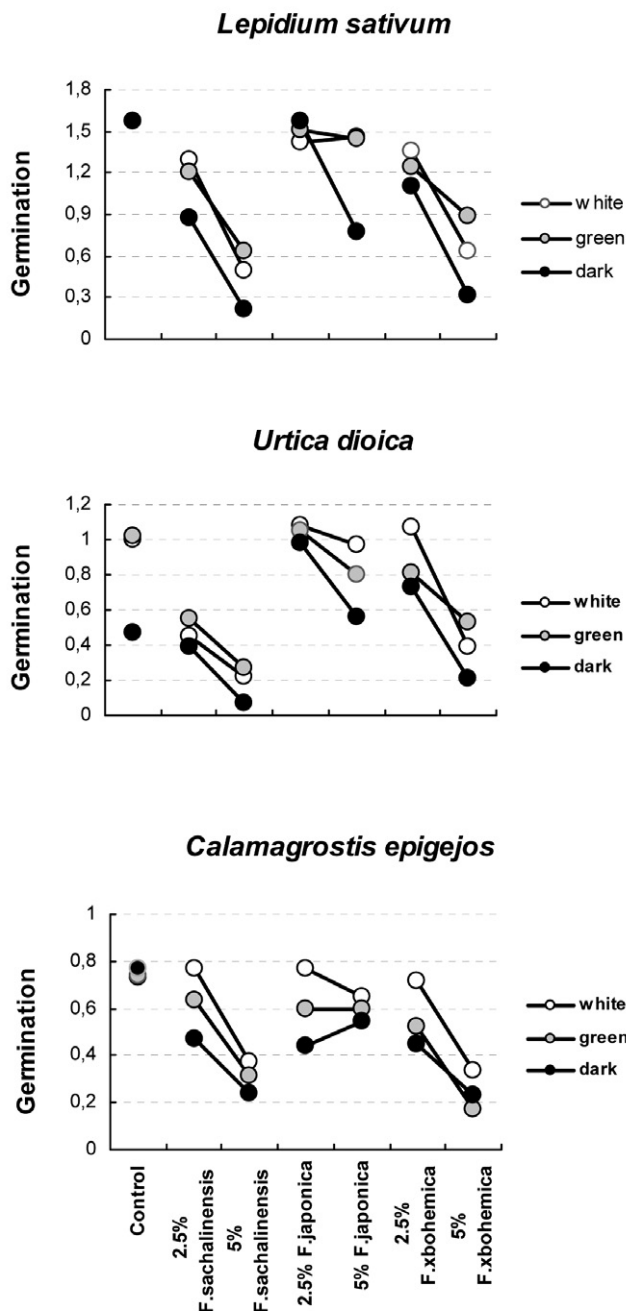 Lepidium sativum
Germination
1,8
1,5
1,2
0,9
0,6
0,3
0
white
green
dark
Urtica dioica
Germination
1,2
1
0,8
0,6
0,4
0,2
0
white
green
dark
Calamagrostis epigejos
Germination
1
0,8
0,6
0,4
0,2
0
white
green
dark
Control
2.5%
F.sachalinensis
5%
F.sachalinensis
2.5% F.japonica
5% F.japonica
2.5%
F.xbohemica
5%
F.xbohemica